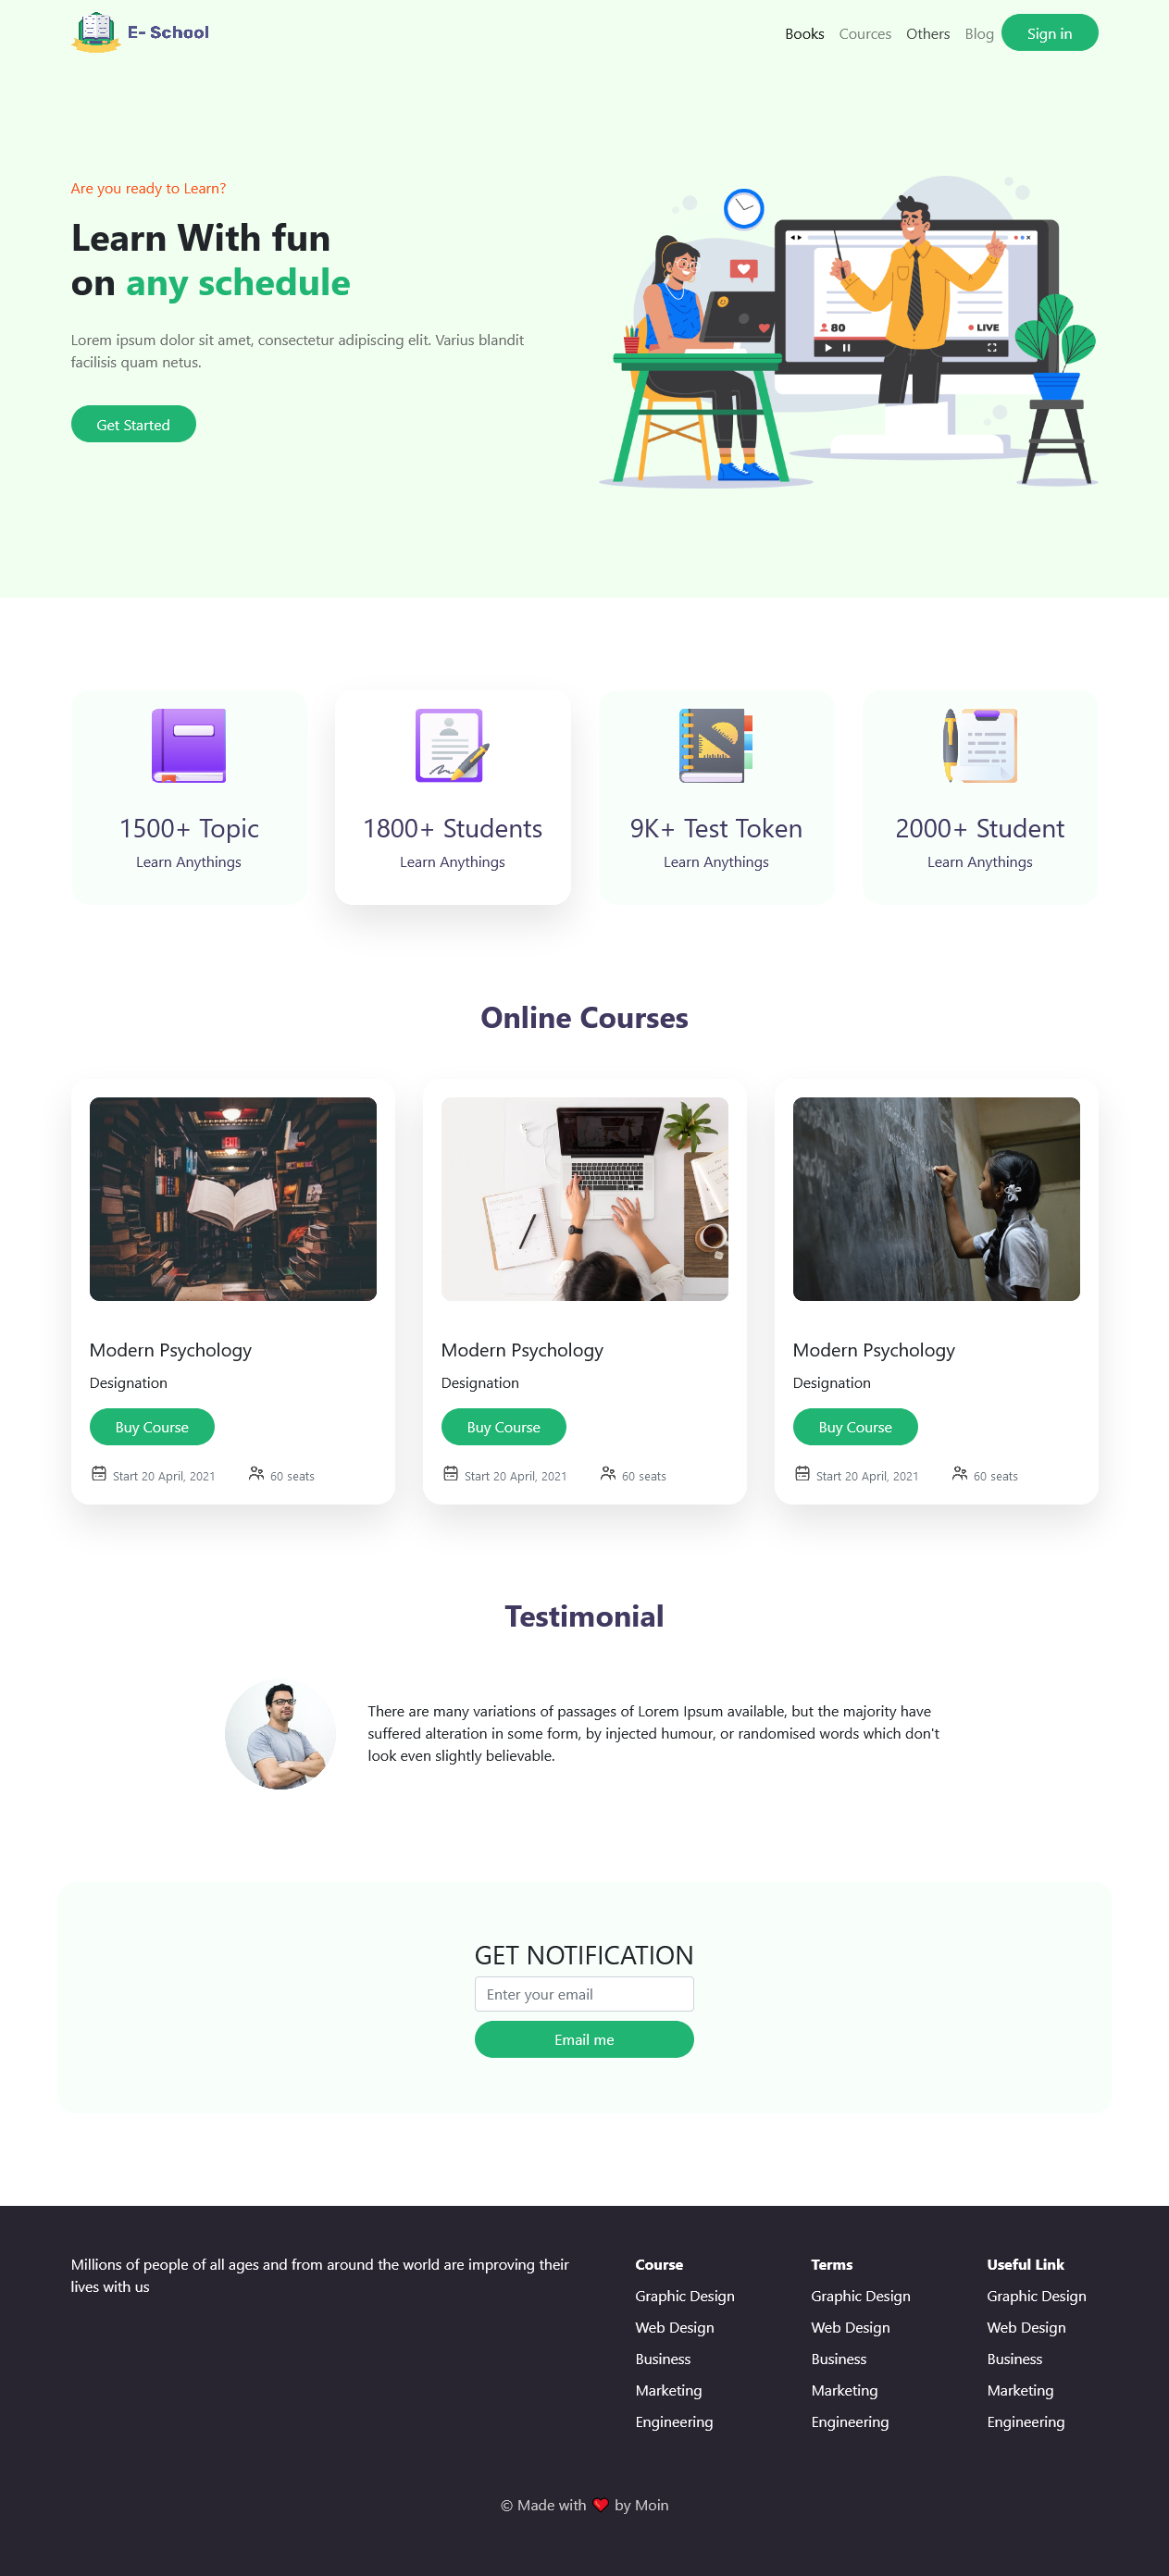 E- School
Books Cources Others Blog Sign in
Are you ready to Learn?
Learn With fun
on any schedule
Lorem ipsum dolor sit amet, consectetur adipiscing elit. Varius blandit
facilisis quam netus.
Get Started
80
LIVE
1500+ Topic
Learn Anythings
1800+ Students
Learn Anythings
9K+ Test Token
Learn Anythings
2000+ Student
Learn Anythings
Online Courses
EXIT
Modern Psychology
Designation
Buy Course
Start 20 April, 2021 60 seats
Modern Psychology
Designation
Buy Course
Start 20 April, 2021 60 seats
Modern Psychology
Designation
Buy Course
Start 20 April, 2021 60 seats
Testimonial
There are many variations of passages of Lorem Ipsum available, but the majority have
suffered alteration in some form, by injected humour, or randomised words which don't
look even slightly believable.
GET NOTIFICATION
Enter your email
Email me
Millions of people of all ages and from around the world are improving their
lives with us
Course
Graphic Design
Web Design
Business
Marketing
Engineering
Terms
Graphic Design
Web Design
Business
Marketing
Engineering
Useful Link
Graphic Design
Web Design
Business
Marketing
Engineering
© Made with ❤ by Moin